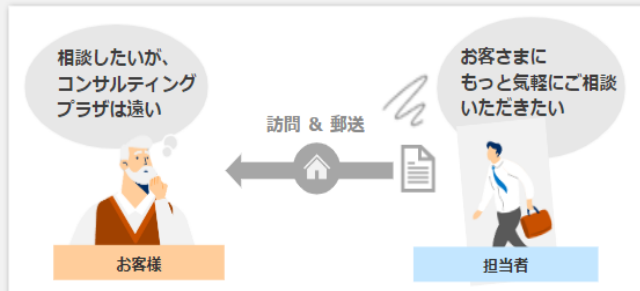 相談したいが、
コンサルティング
プラザは遠い
お客さまに
もっと気軽にご相談
いただきたい
訪問 & 郵送
お客様
担当者